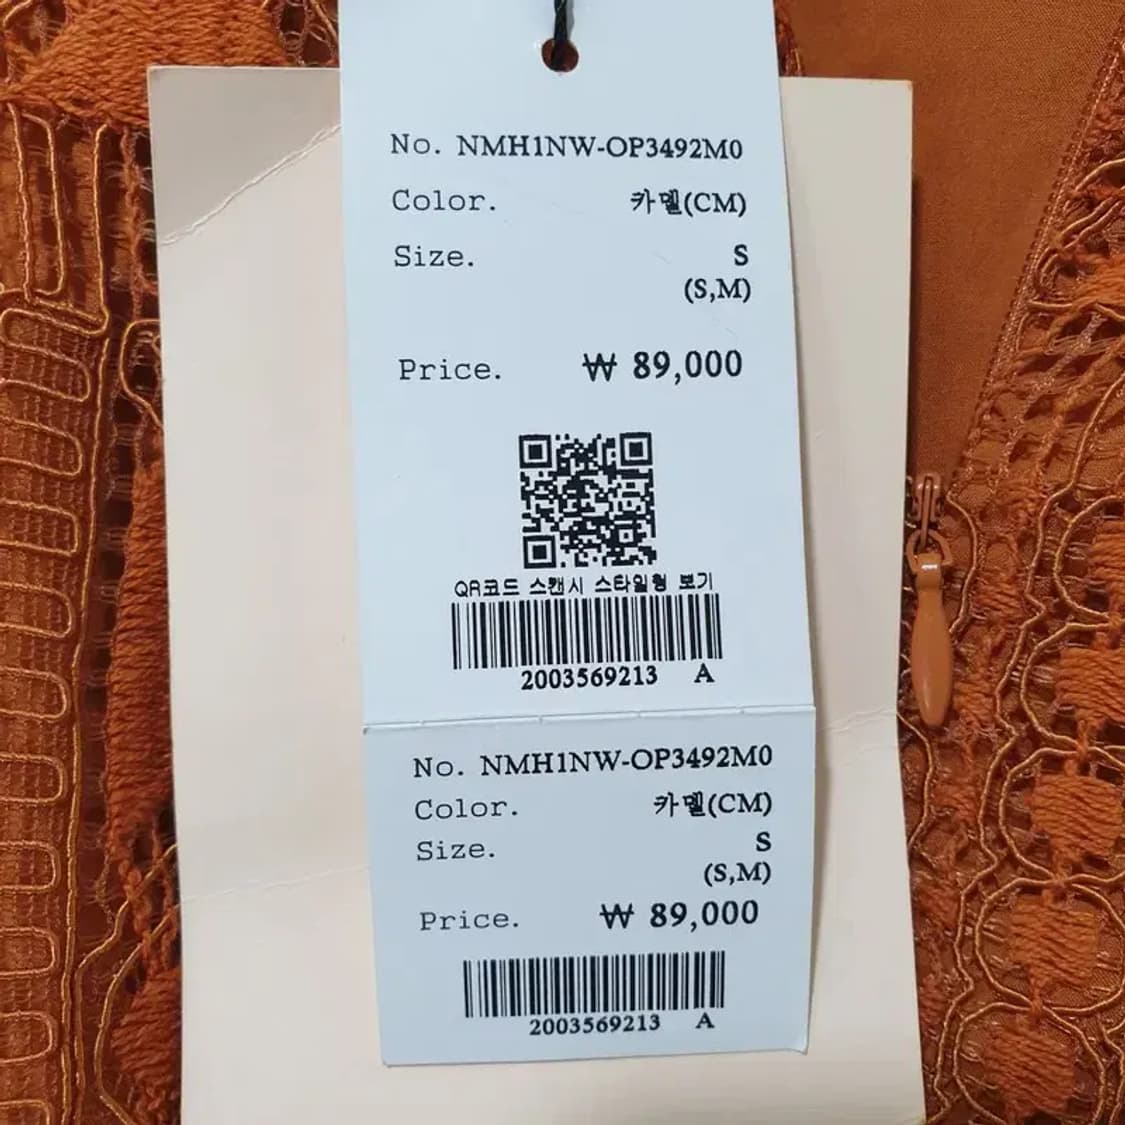 No. NMH1NW-OP3492M0
Color. 카멜(CM)
Size. S
(S,M)
Price. ₩ 89,000
QR코드 스캔시 스타일형 보기
2003569213 A
No. NMH1NW-OP3492M0
Color. 카멜(CM)
Size. S
(S,M)
Price. ₩ 89,000
2003569213 A